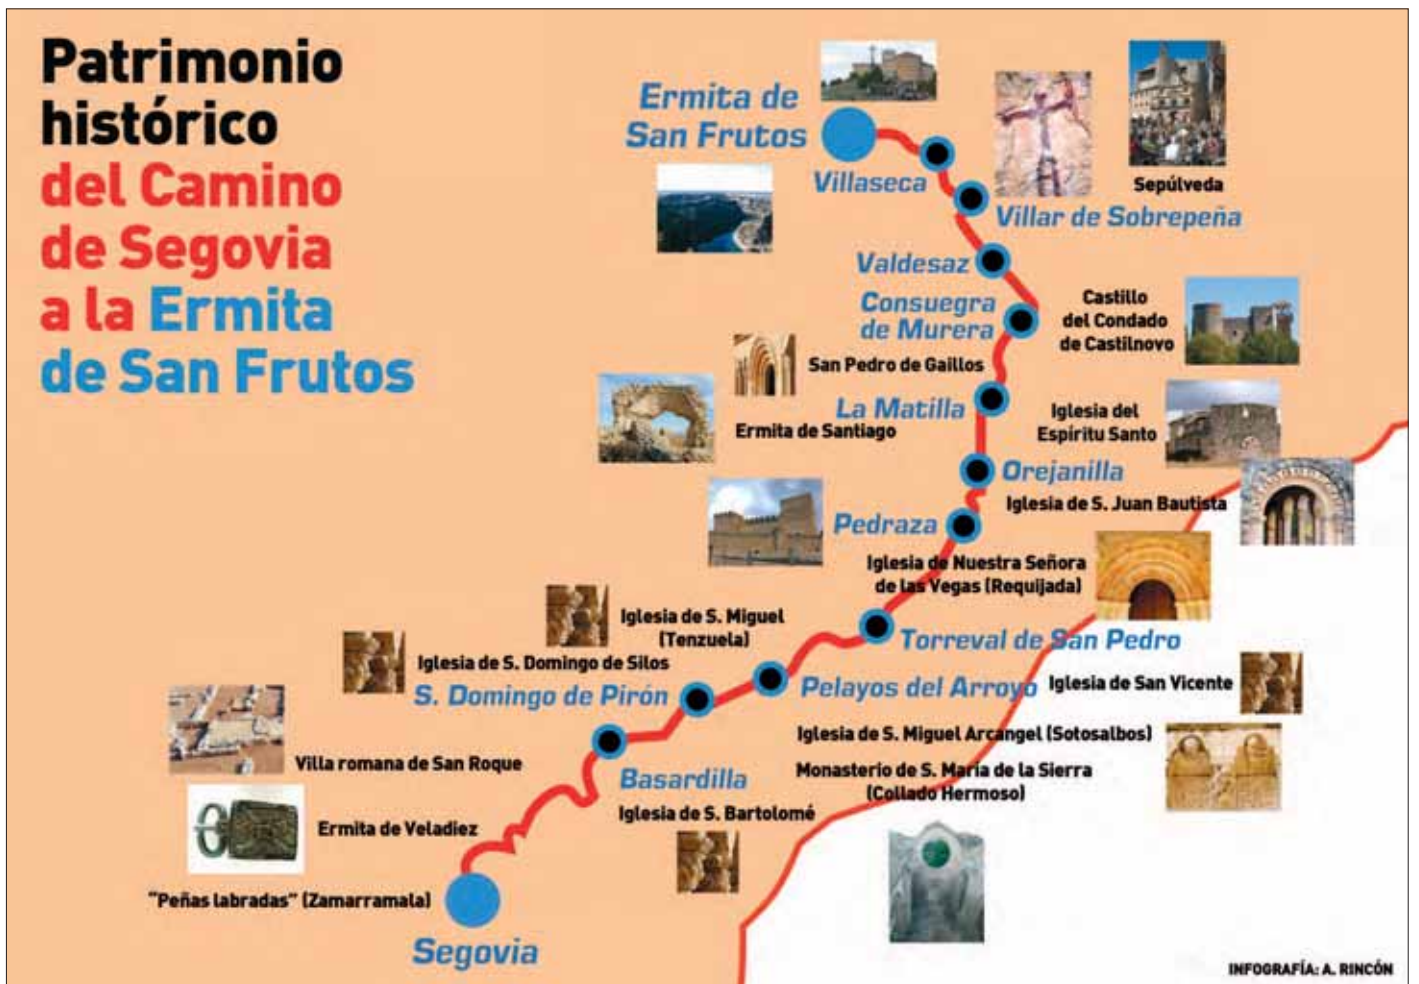 Patrimonio
histórico
del Camino
de Segovia
a la Ermita
de San Frutos
Ermita de
San Frutos
Villaseca
Sepúlveda
Villar de Sobrepeña
Valdesaz
Consuegra
de Murera
Castillo
del Condado
de Castilnovo
San Pedro de Gaillos
La Matilla
Ermita de Santiago
Iglesia del
Espíritu Santo
Orejanilla
Iglesia de S. Juan Bautista
Pedraza
Iglesia de Nuestra Señora
de las Vegas (Requijada)
Iglesia de S. Miguel
(Tenzuela)
Torreval de San Pedro
Iglesia de S. Domingo de Silos
S. Domingo de Pirón
Pelayos del Arroyo
Iglesia de San Vicente
Iglesia de S. Miguel Arcangel (Sotosalbos)
Villa romana de San Roque
Monasterio de S. María de la Sierra
(Collado Hermoso)
Basardilla
Iglesia de S. Bartolomé
Ermita de Veladiez
"Peñas labradas" (Zamarramala)
Segovia
INFOGRAFÍA: A. RINCÓN